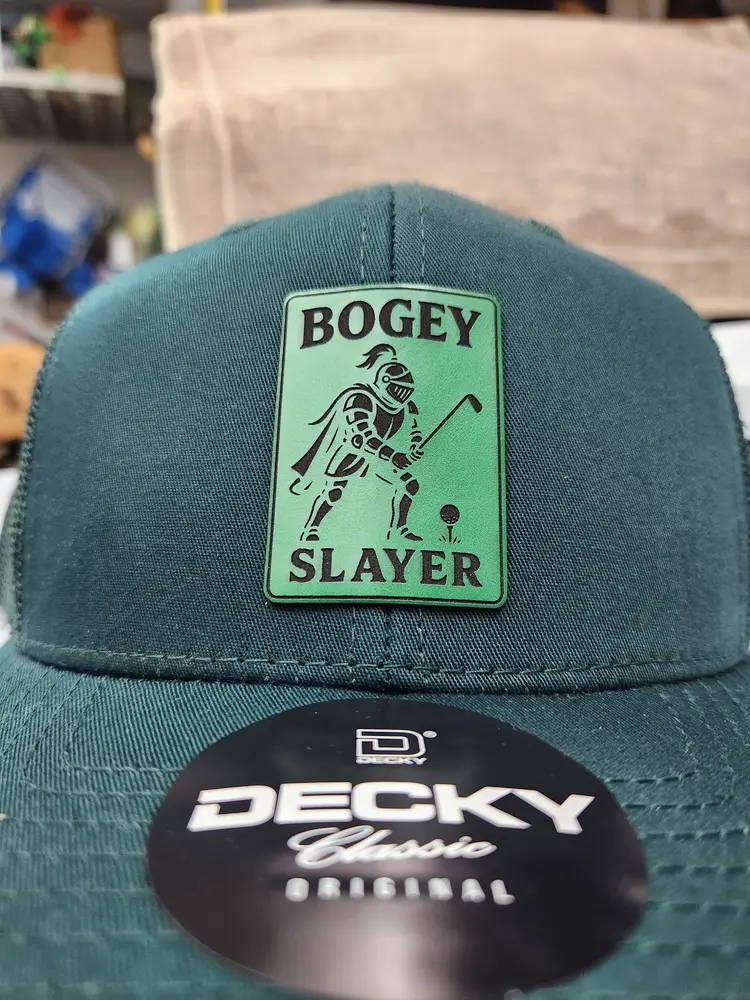 BOGEY
SLAYER
D®
DECKY
DECKY
Classic
ORIGINAL